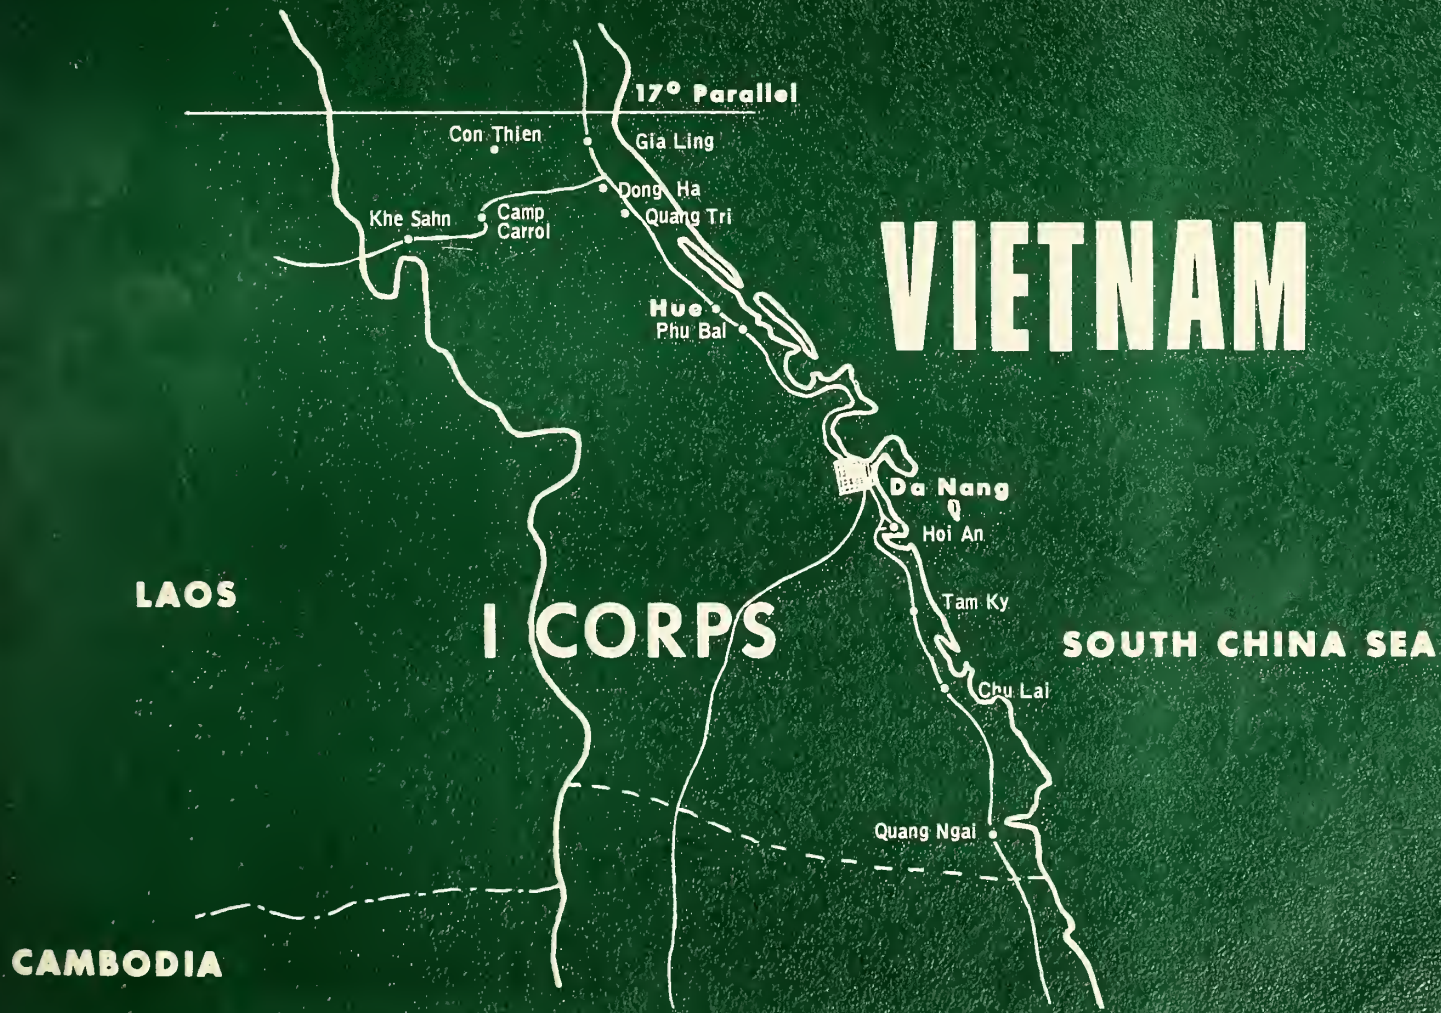 17º Parallel
Con Thien
Gia Ling
Dong Ha
Khe Sahn
Camp
Carrol
Quang Tri
VIETNAM
Hue
Phu Bai
Da Nang
Hoi An
LAOS
I CORPS
Tam Ky
SOUTH CHINA SEA
Chu Lai
Quang Ngai
CAMBODIA